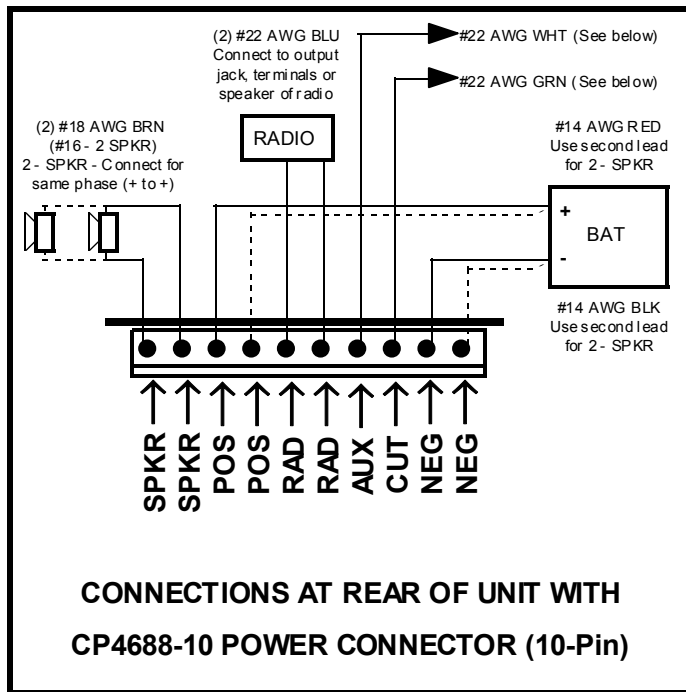 (2) #22 AWG BLU
Connect to output
jack, terminals or
speaker of radio
#22 AWG WHT (See below)
#22 AWG GRN (See below)
(2) #18 AWG BRN
(#16 - 2 SPKR)
2 - SPKR - Connect for
same phase (+ to +)
RADIO
#14 AWG RED
Use second lead
for 2 - SPKR
+
BAT
-
#14 AWG BLK
Use second lead
for 2 - SPKR
SPKR
SPKR
POS
POS
RAD
RAD
AUX
CUT
NEG
NEG
CONNECTIONS AT REAR OF UNIT WITH
CP4688-10 POWER CONNECTOR (10-Pin)